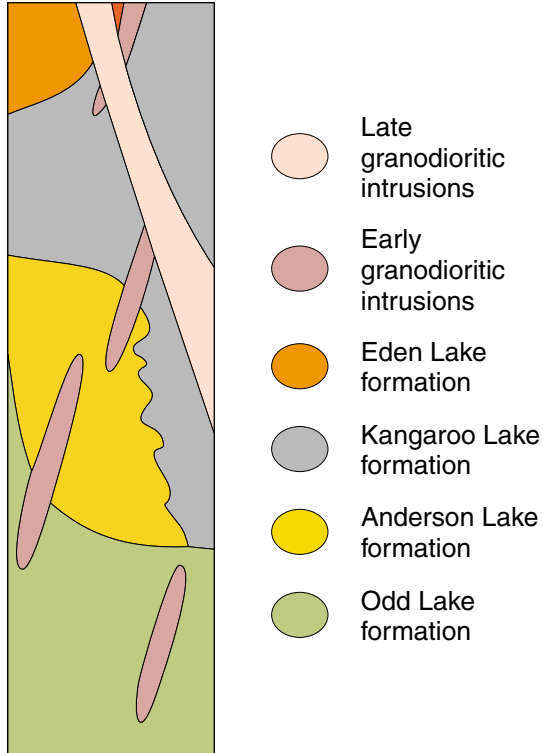 Late
granodioritic
intrusions
Early
granodioritic
intrusions
Eden Lake
formation
Kangaroo Lake
formation
Anderson Lake
formation
Odd Lake
formation